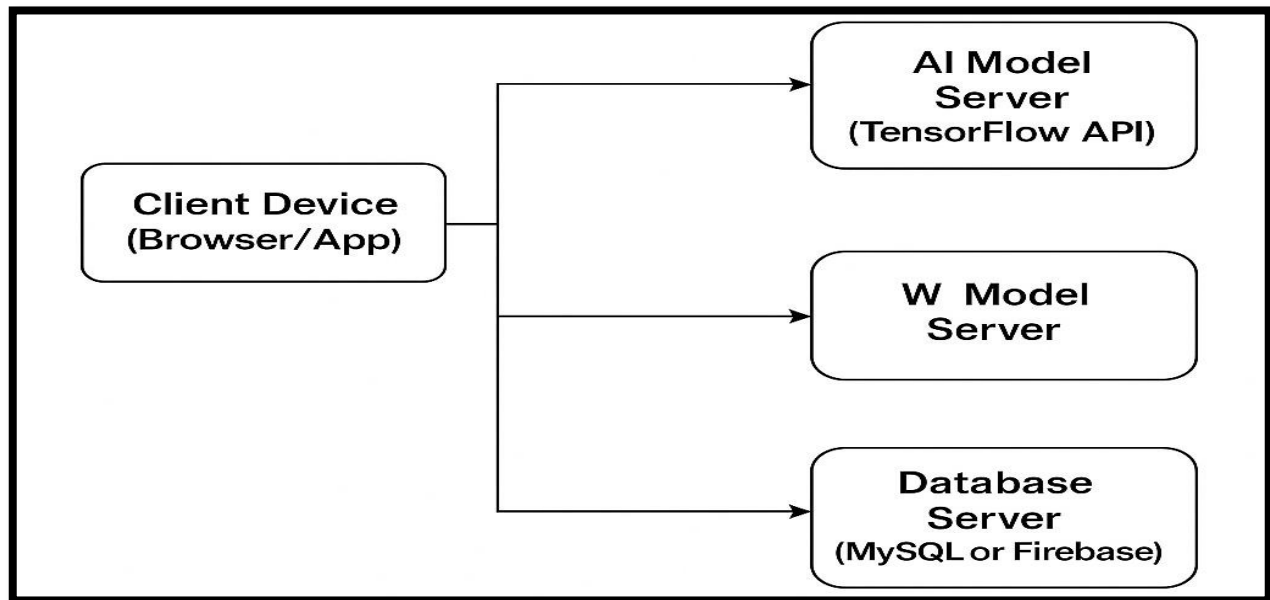 Client Device
(Browser/App)
AI Model
Server
(TensorFlow API)
W Model
Server
Database
Server
(MySQL or Firebase)